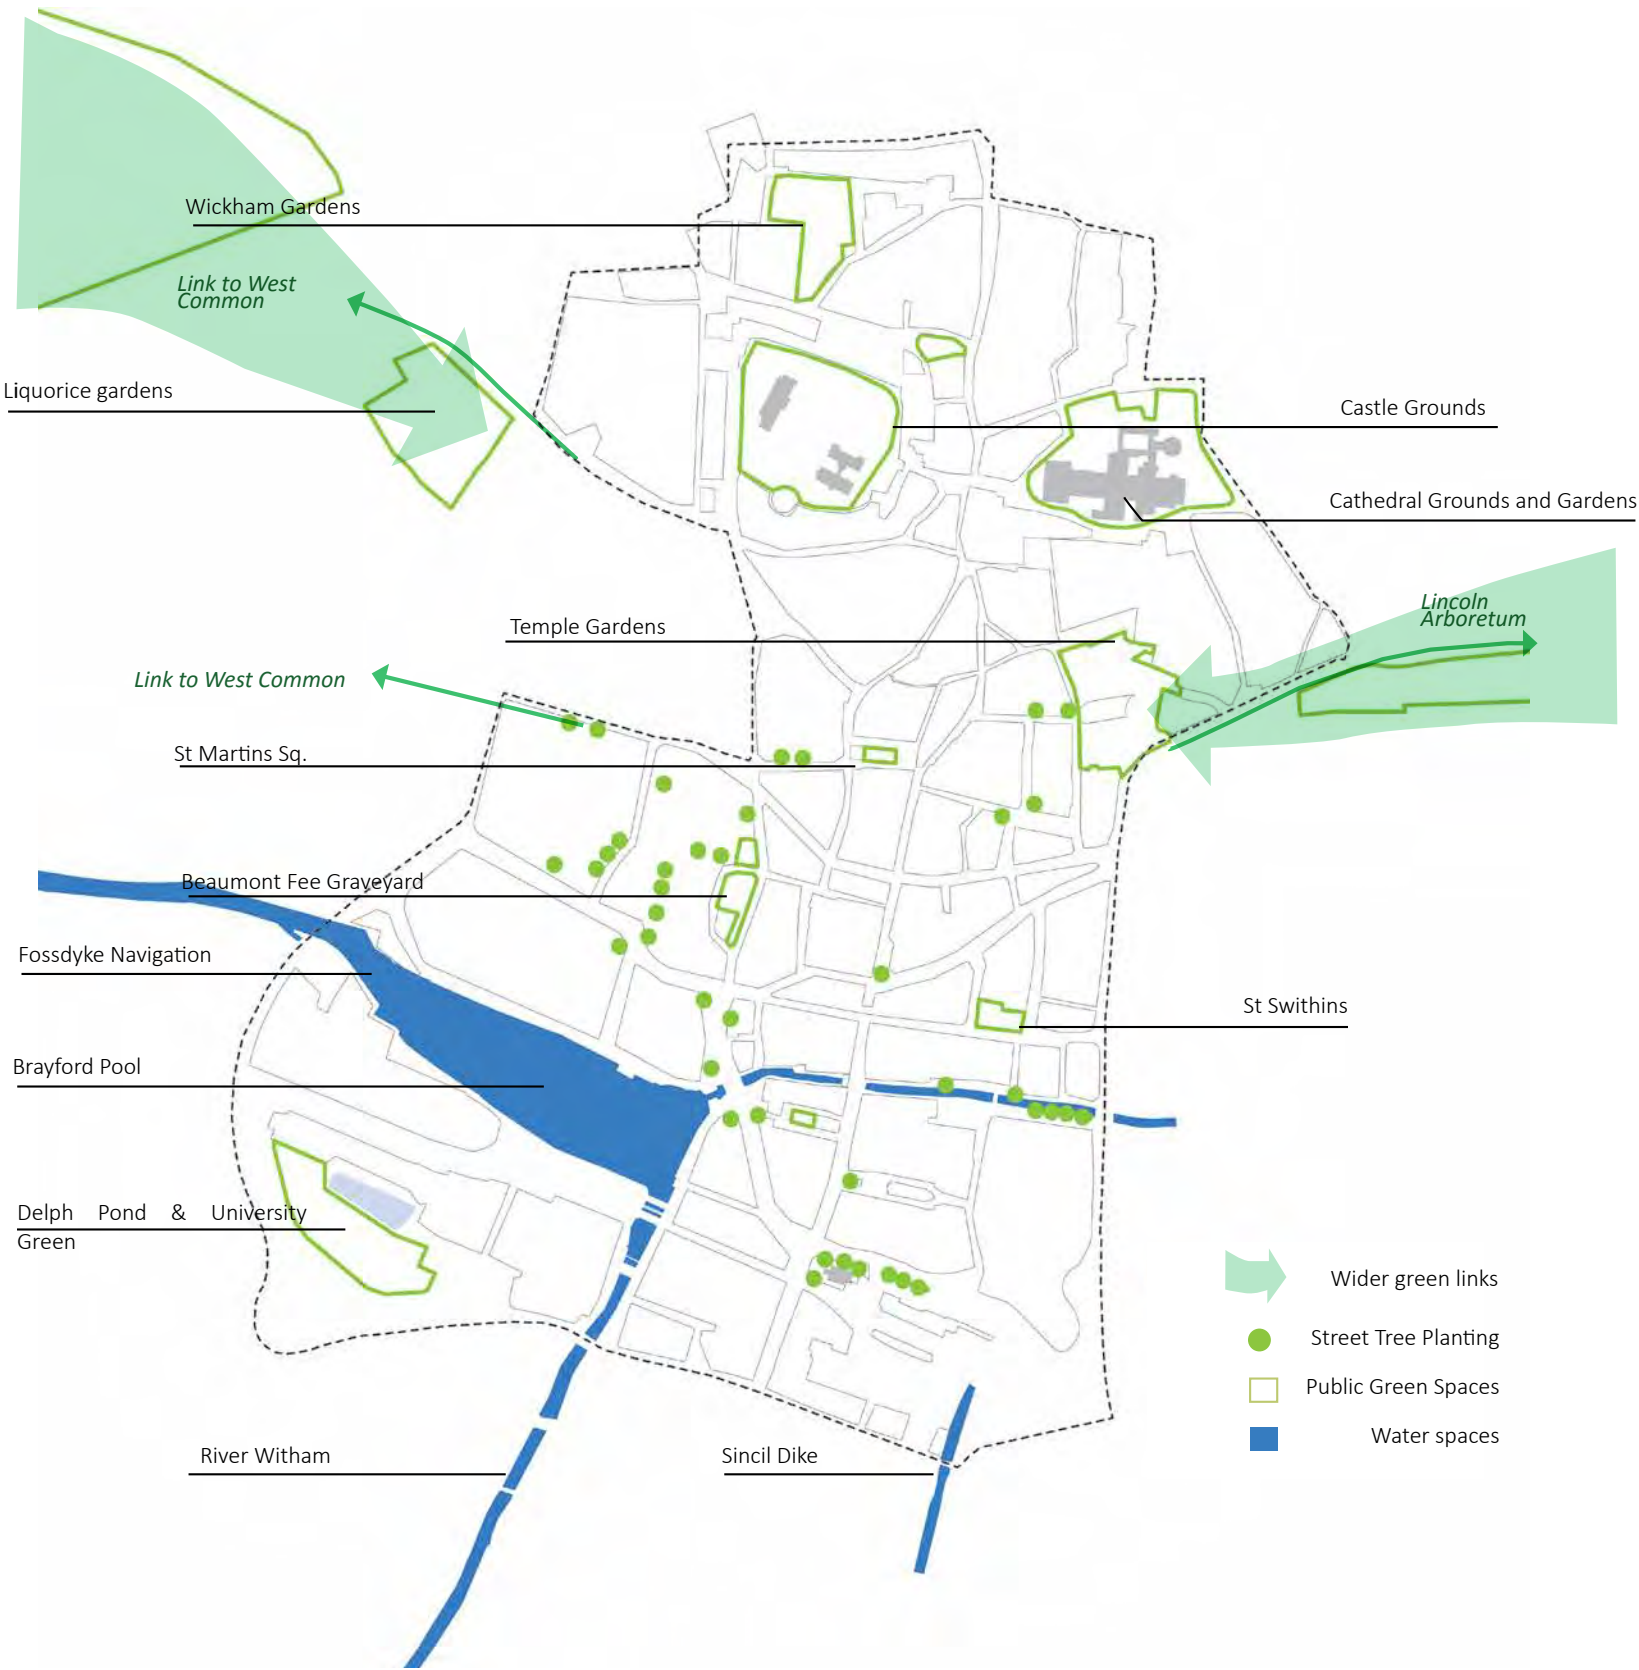 Wickham Gardens
Link to West
Common
Liquorice gardens
Castle Grounds
Cathedral Grounds and Gardens
Lincoln
Arboretum
Temple Gardens
Link to West Common
St Martins Sq.
Beaumont Fee Graveyard
Fossdyke Navigation
St Swithins
Brayford Pool
Delph Pond & University
Green
Wider green links
Street Tree Planting
Public Green Spaces
Water spaces
River Witham
Sincil Dike